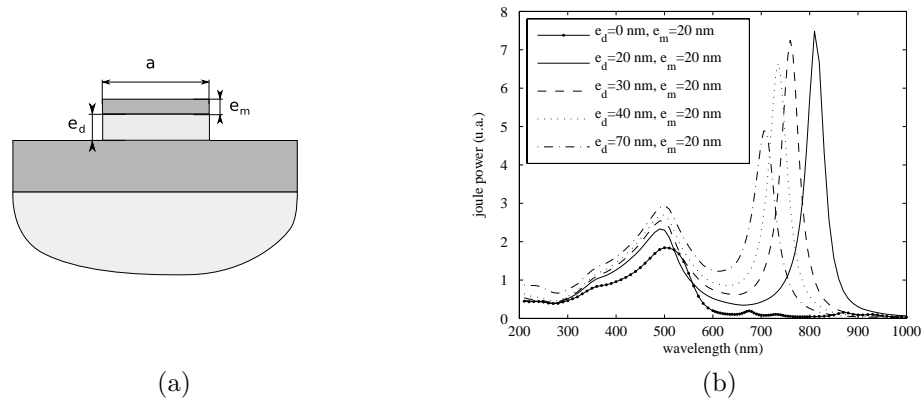 a
e_d
e_m
(a)
8
7
6
5
4
3
2
1
0
joule power (u.a.)
e_d=0 nm, e_m=20 nm
e_d=20 nm, e_m=20 nm
e_d=30 nm, e_m=20 nm
e_d=40 nm, e_m=20 nm
e_d=70 nm, e_m=20 nm
200 300 400 500 600 700 800 900 1000
wavelength (nm)
(b)